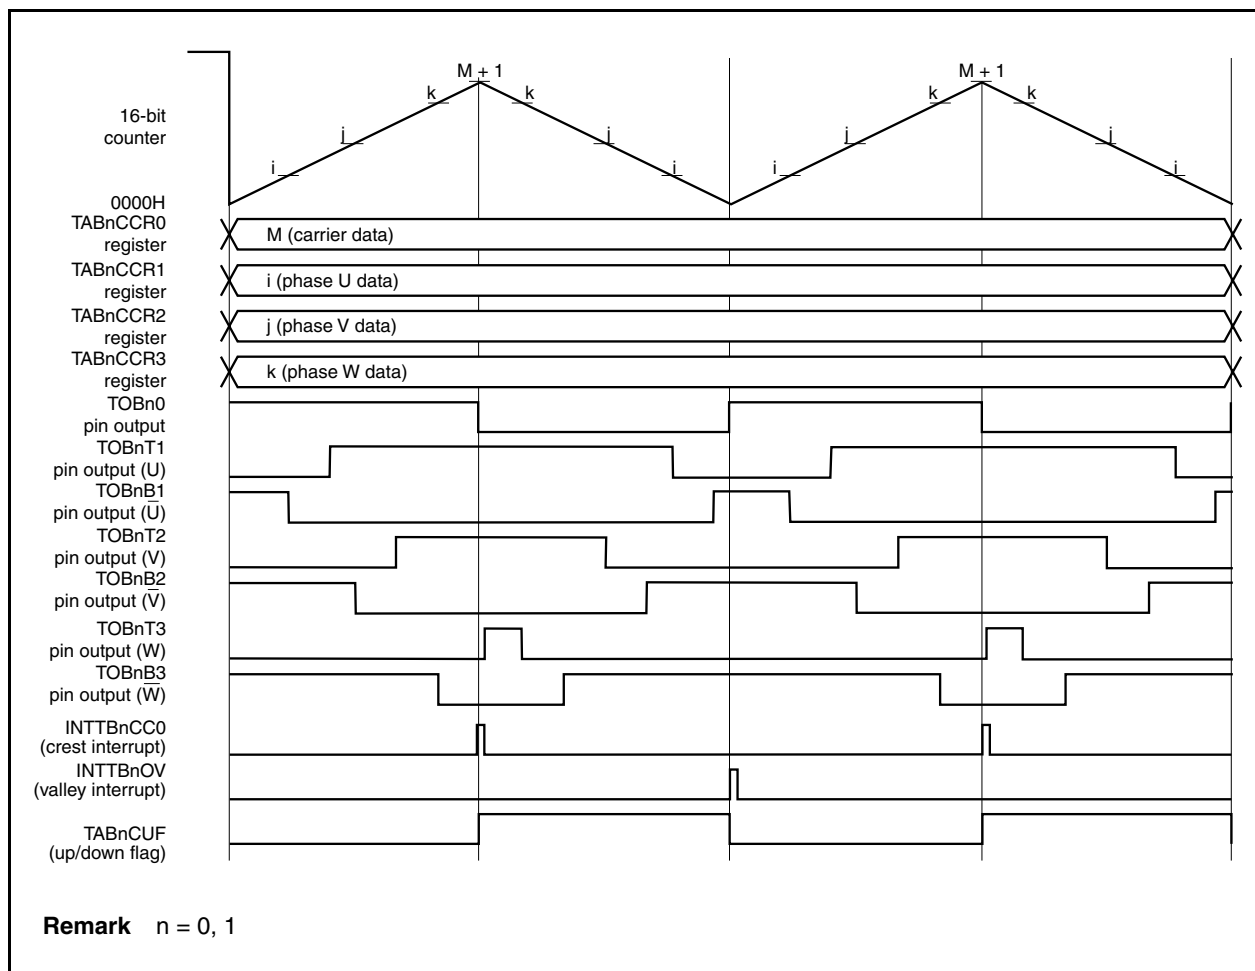 M + 1
M + 1
k
k
k
k
16-bit
counter
j
j
j
j
i
i
i
i
0000H
TABnCCR0
register
M (carrier data)
TABnCCR1
register
i (phase U data)
TABnCCR2
register
j (phase V data)
TABnCCR3
register
k (phase W data)
TOBn0
pin output
TOBnT1
pin output (U)
TOBnB1
pin output (U̅)
TOBnT2
pin output (V)
TOBnB2
pin output (V̅)
TOBnT3
pin output (W)
TOBnB3
pin output (W̅)
INTTBnCC0
(crest interrupt)
INTTBnOV
(valley interrupt)
TABnCUF
(up/down flag)
Remark n = 0, 1